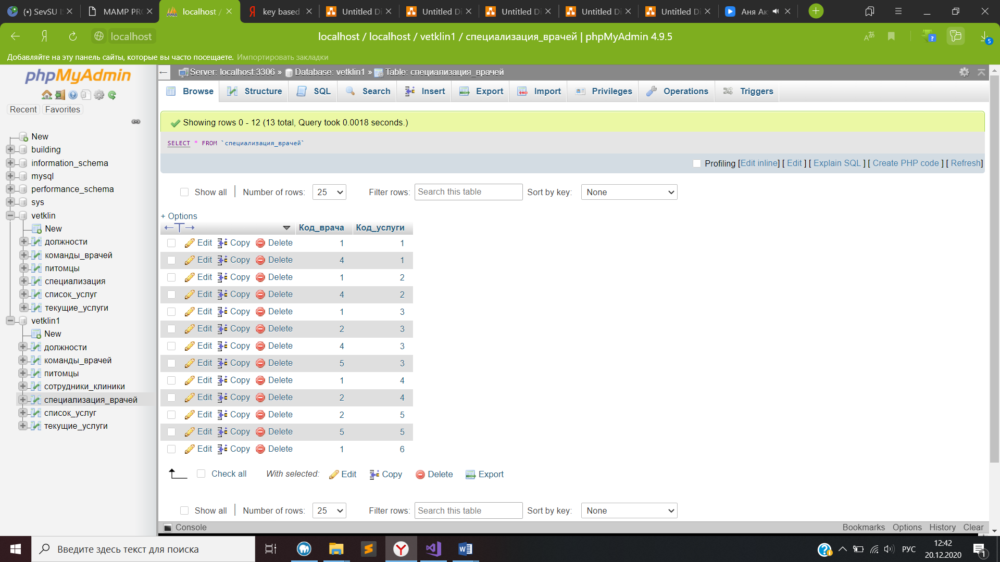 (•) SevSU IS
MAMP PRO
localhost /
key based
Untitled Di
Untitled Di
Untitled Di
Untitled Di
Untitled Di
Аня Ак
localhost
localhost / localhost / vetklin1 / специализация_врачей | phpMyAdmin 4.9.5
5
Добавляйте на эту панель сайты, которые вы часто посещаете. Импортировать закладки
phpMyAdmin
Recent Favorites
New
building
information_schema
mysql
performance_schema
sys
vetklin
New
должности
команды_врачей
питомцы
специализация
список_услуг
текущие_услуги
vetklin1
New
должности
команды_врачей
питомцы
сотрудники_клиники
специализация_врачей
список_услуг
текущие_услуги
Server: localhost:3306 » Database: vetklin1 » Table: специализация_врачей
Browse Structure SQL Search Insert Export Import Privileges Operations Triggers
Showing rows 0 - 12 (13 total, Query took 0.0018 seconds.)
SELECT * FROM `специализация_врачей`
Profiling [Edit inline] [ Edit ] [ Explain SQL ] [ Create PHP code ] [ Refresh]
Show all | Number of rows: 25 Filter rows: Search this table Sort by key: None
+ Options
←T→ Код_врача Код_услуги
Edit Copy Delete 1 1
Edit Copy Delete 4 1
Edit Copy Delete 1 2
Edit Copy Delete 4 2
Edit Copy Delete 1 3
Edit Copy Delete 2 3
Edit Copy Delete 4 3
Edit Copy Delete 5 3
Edit Copy Delete 1 4
Edit Copy Delete 2 4
Edit Copy Delete 2 5
Edit Copy Delete 5 5
Edit Copy Delete 1 6
Check all With selected: Edit Copy Delete Export
Show all | Number of rows: 25 Filter rows: Search this table Sort by key: None
Console Bookmarks Options History Clear
Введите здесь текст для поиска
РУС
12:42
20.12.2020
1